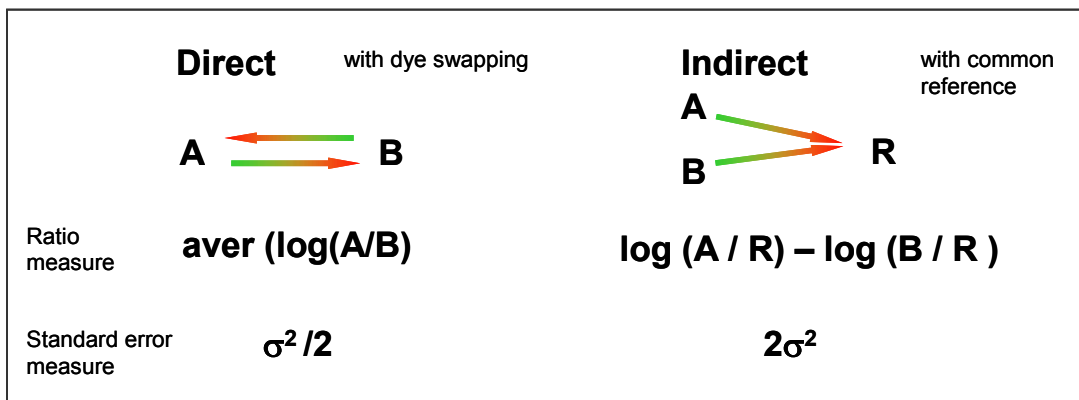 Direct with dye swapping
Indirect with common
reference
A B
A
B
R
Ratio
measure
aver (log(A/B)
log (A / R) – log (B / R )
Standard error
measure
σ² /2
2σ²